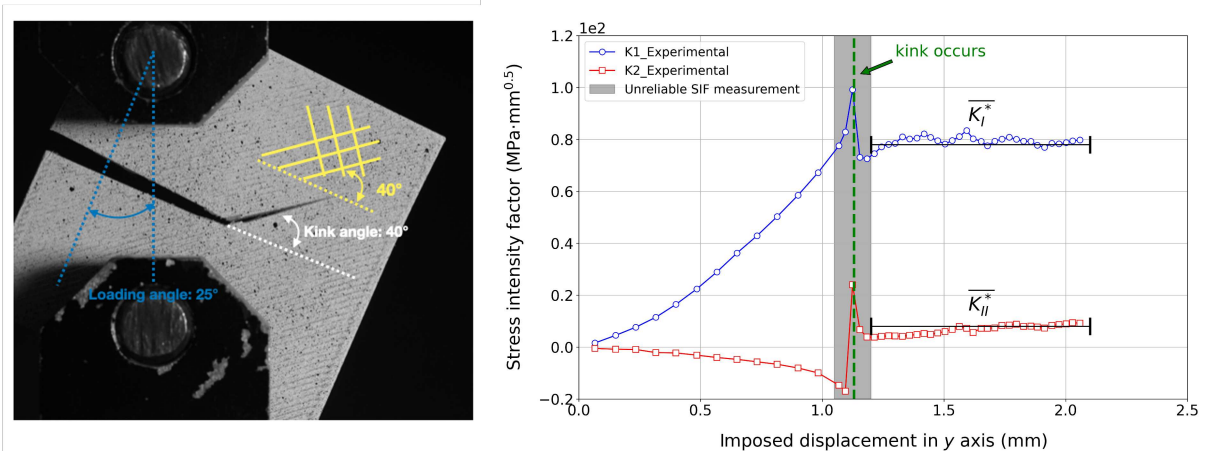 40°
Kink angle: 40°
Loading angle: 25°
1e2
K1_Experimental
K2_Experimental
Unreliable SIF measurement
kink occurs
K_I^*
K_{II}^*
Stress intensity factor (MPa·mm^0.5)
1.2
1.0
0.8
0.6
0.4
0.2
0.0
−0.2
0.0 0.5 1.0 1.5 2.0 2.5
Imposed displacement in y axis (mm)